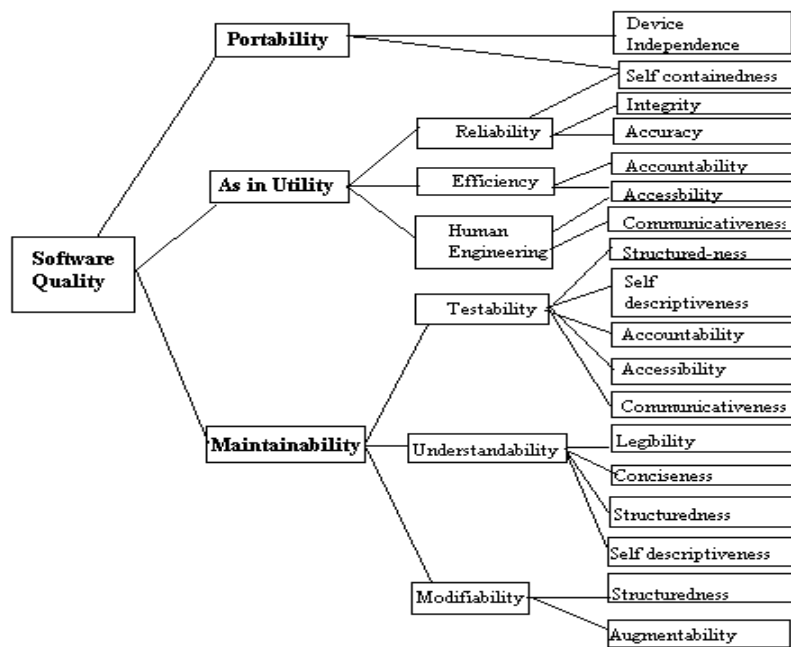 Portability
Device
Independence
Self containedness
Integrity
Reliability
Accuracy
As in Utility
Efficiency
Accountability
Accessbility
Human
Engineering
Communicativeness
Software
Quality
Structured-ness
Testability
Self
descriptiveness
Accountability
Accessibility
Communicativeness
Maintainability
Understandability
Legibility
Conciseness
Structuredness
Self descriptiveness
Modifiability
Structuredness
Augmentability